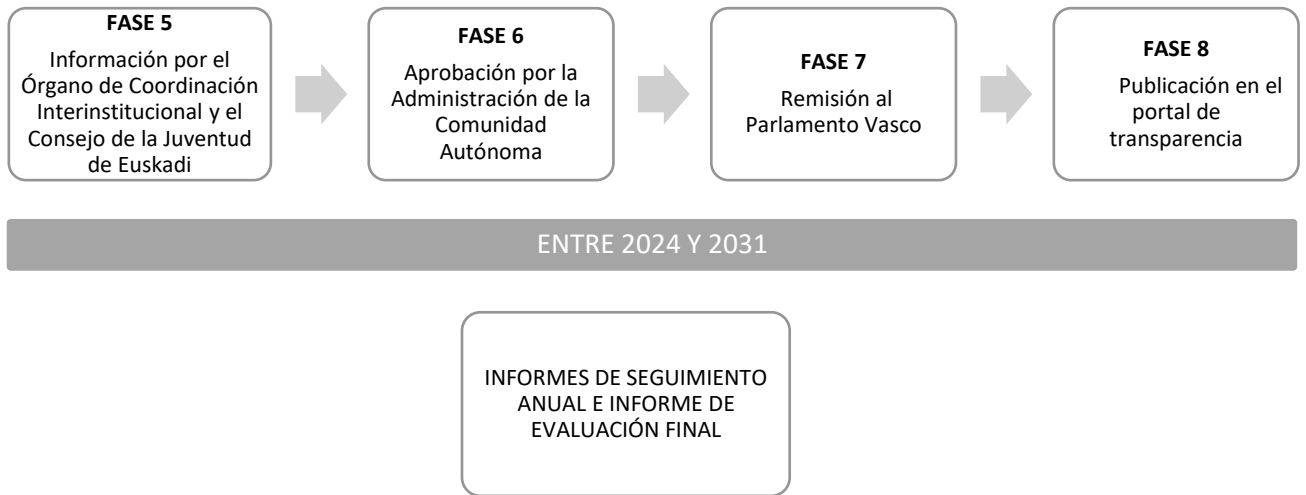 FASE 5
Información por el
Órgano de Coordinación
Interinstitucional y el
Consejo de la Juventud
de Euskadi
FASE 6
Aprobación por la
Administración de la
Comunidad
Autónoma
FASE 7
Remisión al
Parlamento Vasco
FASE 8
Publicación en el
portal de
transparencia
ENTRE 2024 Y 2031
INFORMES DE SEGUIMIENTO
ANUAL E INFORME DE
EVALUACIÓN FINAL